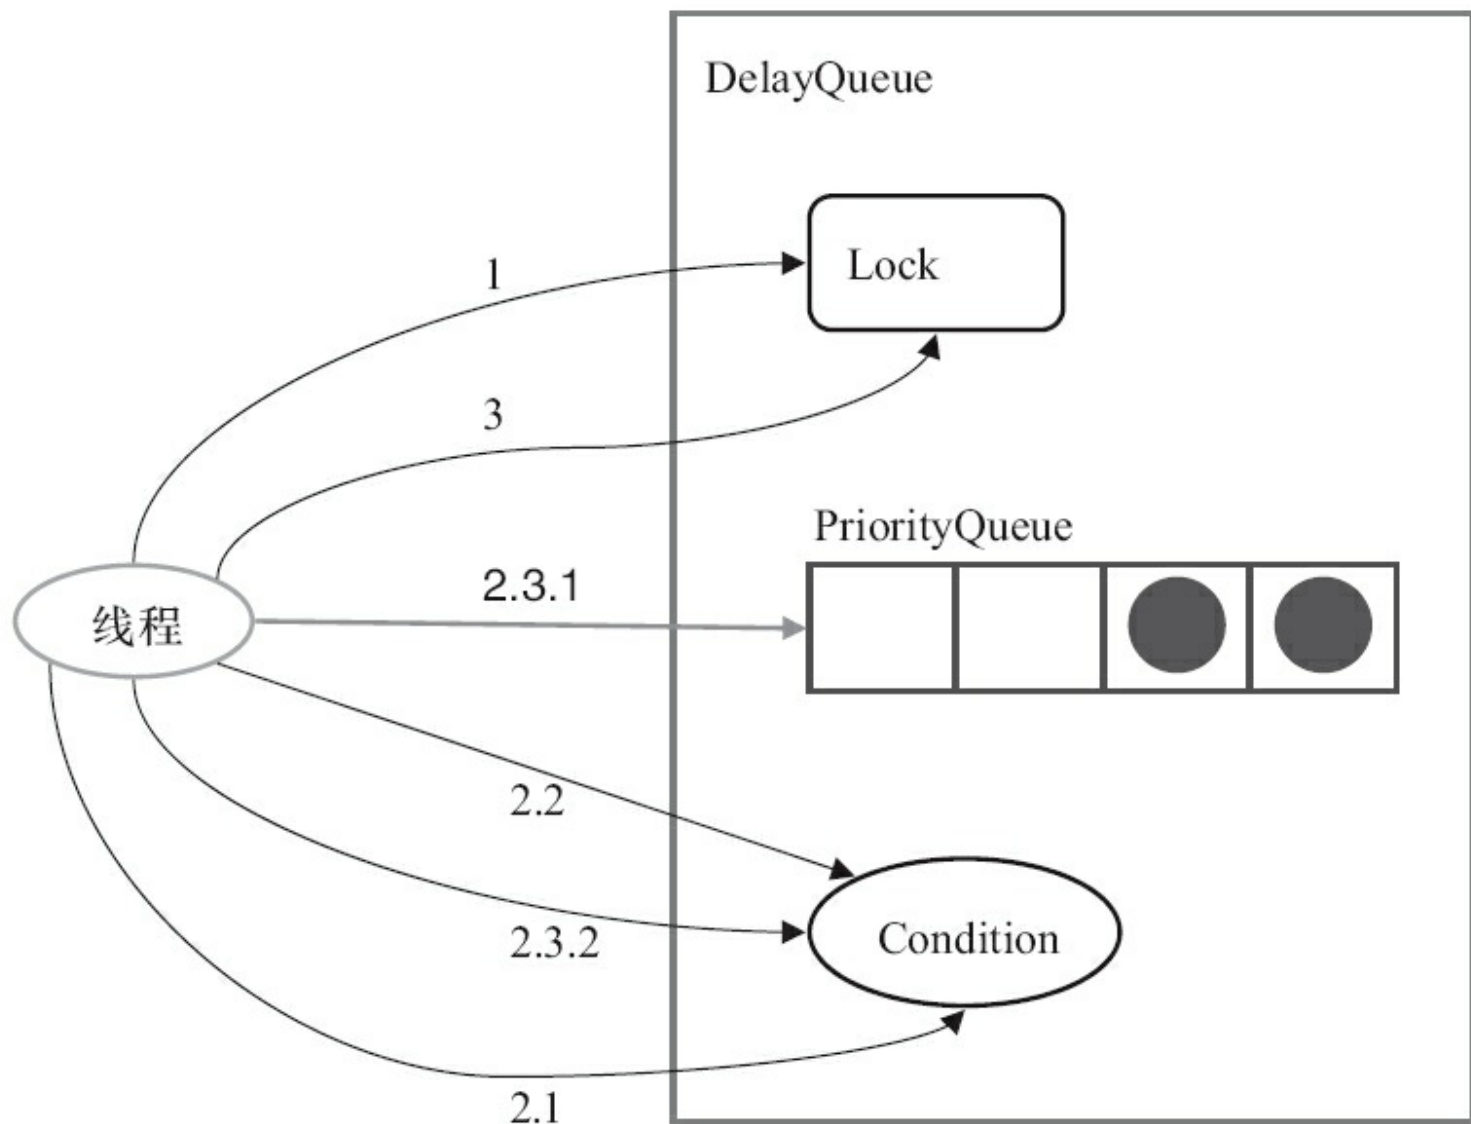 DelayQueue
1
Lock
3
PriorityQueue
2.3.1
线程
2.2
2.3.2
Condition
2.1